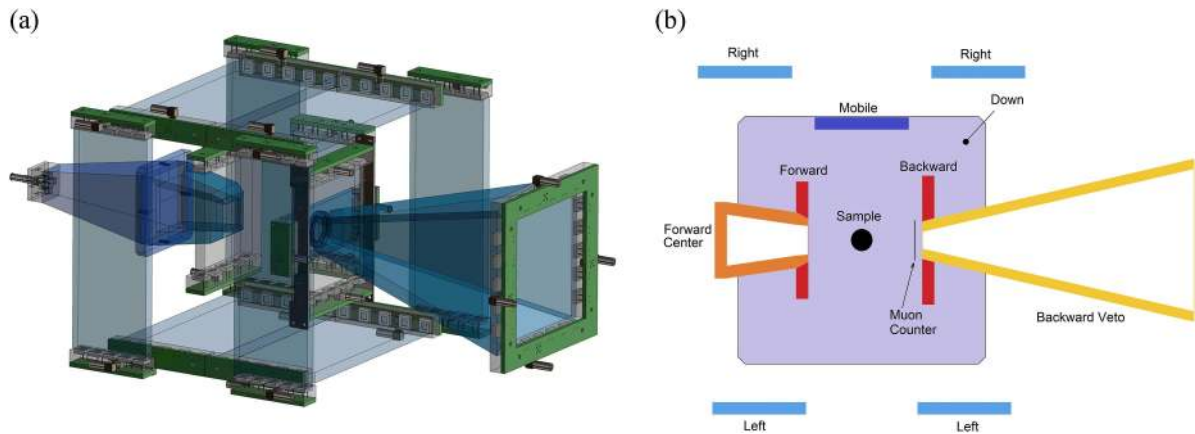 (a)
(b)
Right
Right
Down
Mobile
Forward
Backward
Sample
Forward
Center
Muon
Counter
Backward Veto
Left
Left